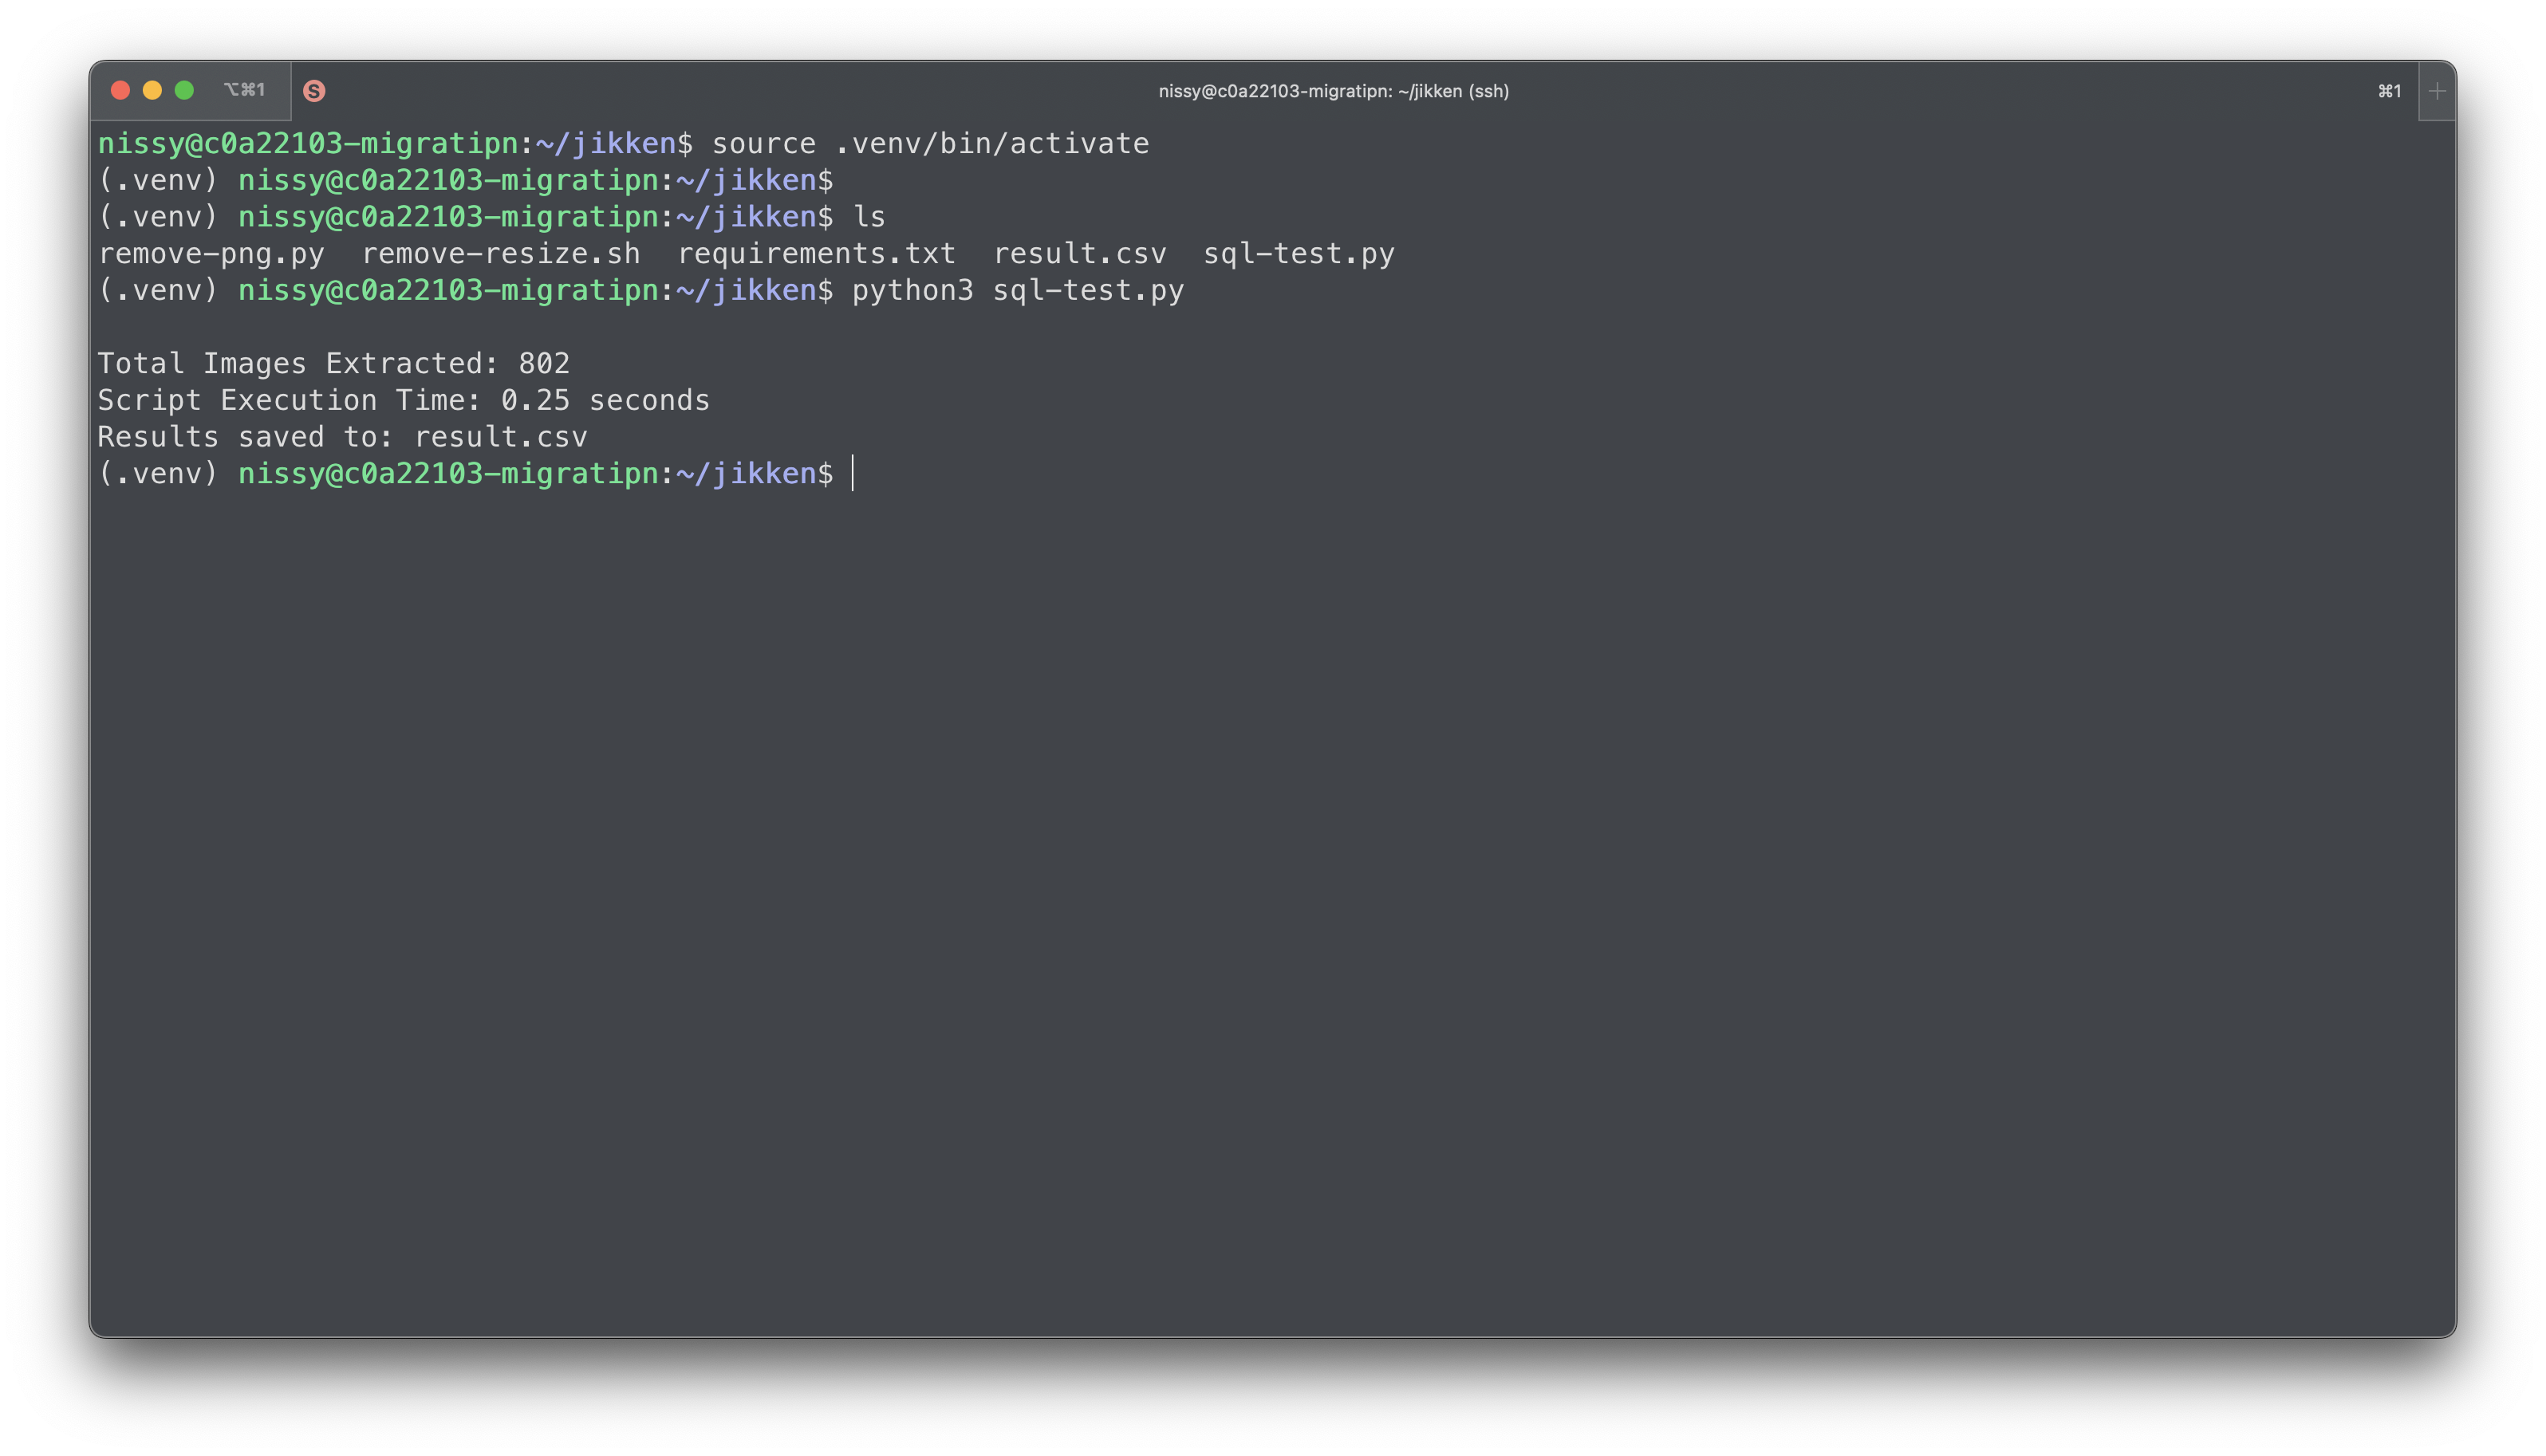 ⌥⌘1
S
nissy@c0a22103-migratipn: ~/jikken (ssh)
⌘1
nissy@c0a22103-migratipn:~/jikken$ source .venv/bin/activate
(.venv) nissy@c0a22103-migratipn:~/jikken$
(.venv) nissy@c0a22103-migratipn:~/jikken$ ls
remove-png.py  remove-resize.sh  requirements.txt  result.csv  sql-test.py
(.venv) nissy@c0a22103-migratipn:~/jikken$ python3 sql-test.py
Total Images Extracted: 802
Script Execution Time: 0.25 seconds
Results saved to: result.csv
(.venv) nissy@c0a22103-migratipn:~/jikken$